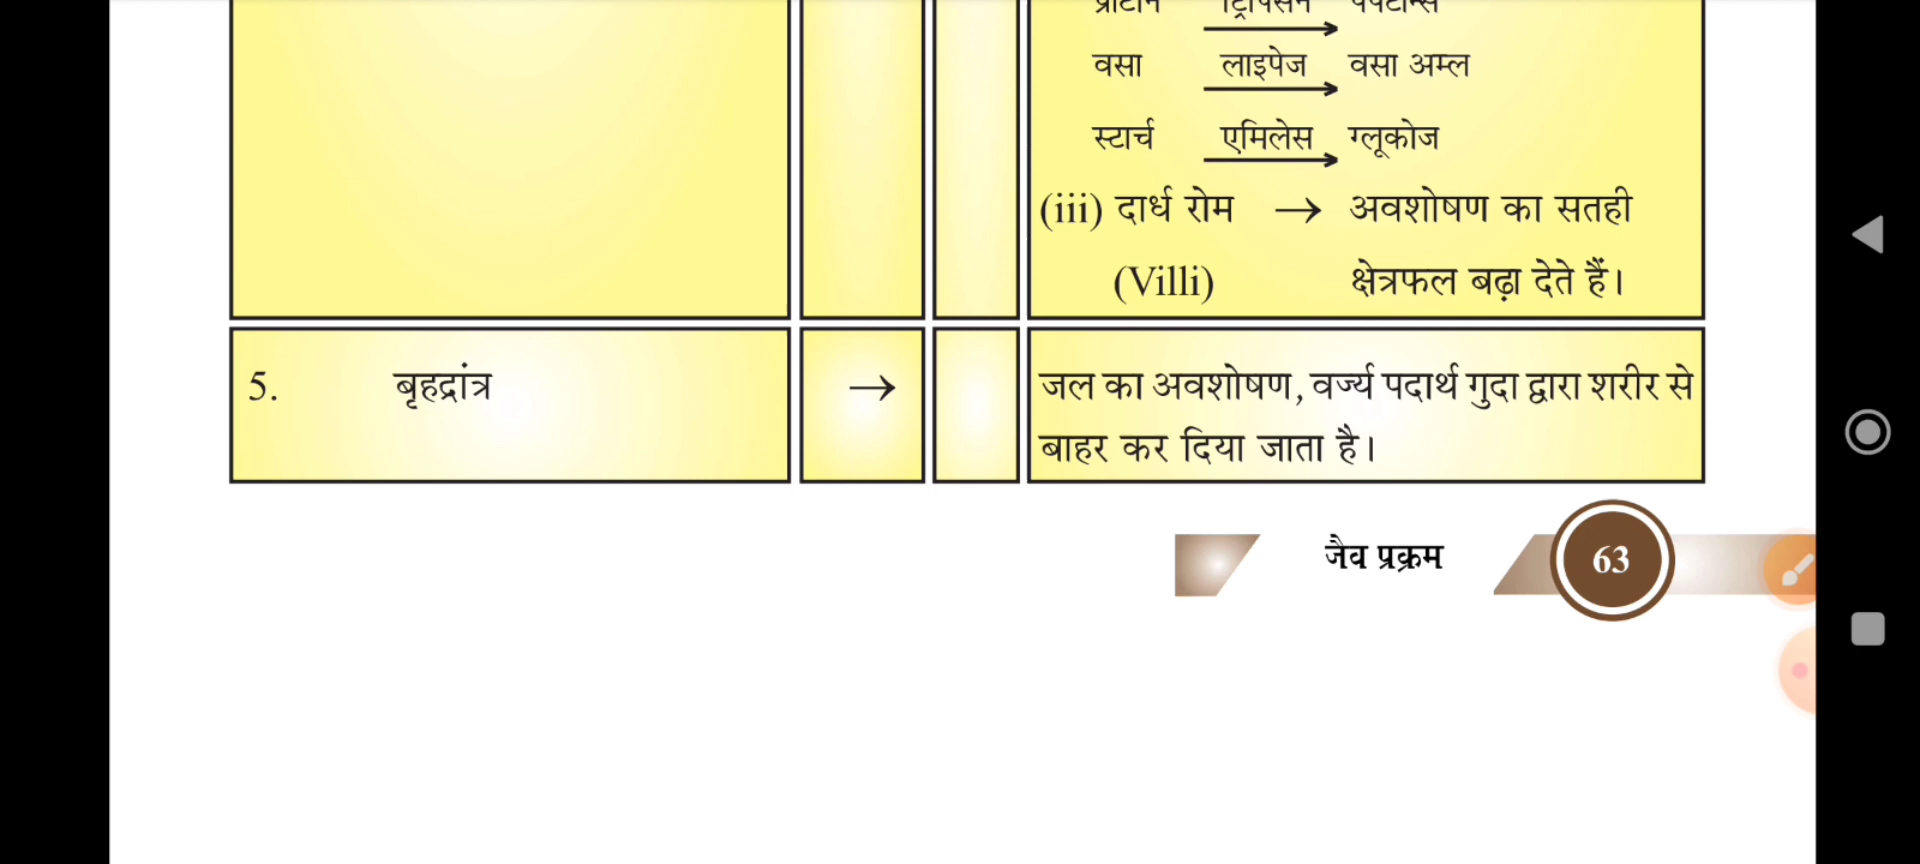 वसा लाइपेज वसा अम्ल
स्टार्च एमिलेस ग्लूकोज
(iii) दार्ध रोम → अवशोषण का सतही
(Villi) क्षेत्रफल बढ़ा देते हैं।
5. बृहद्रांत्र → जल का अवशोषण, वर्ज्य पदार्थ गुदा द्वारा शरीर से
बाहर कर दिया जाता है।
जैव प्रक्रम 63